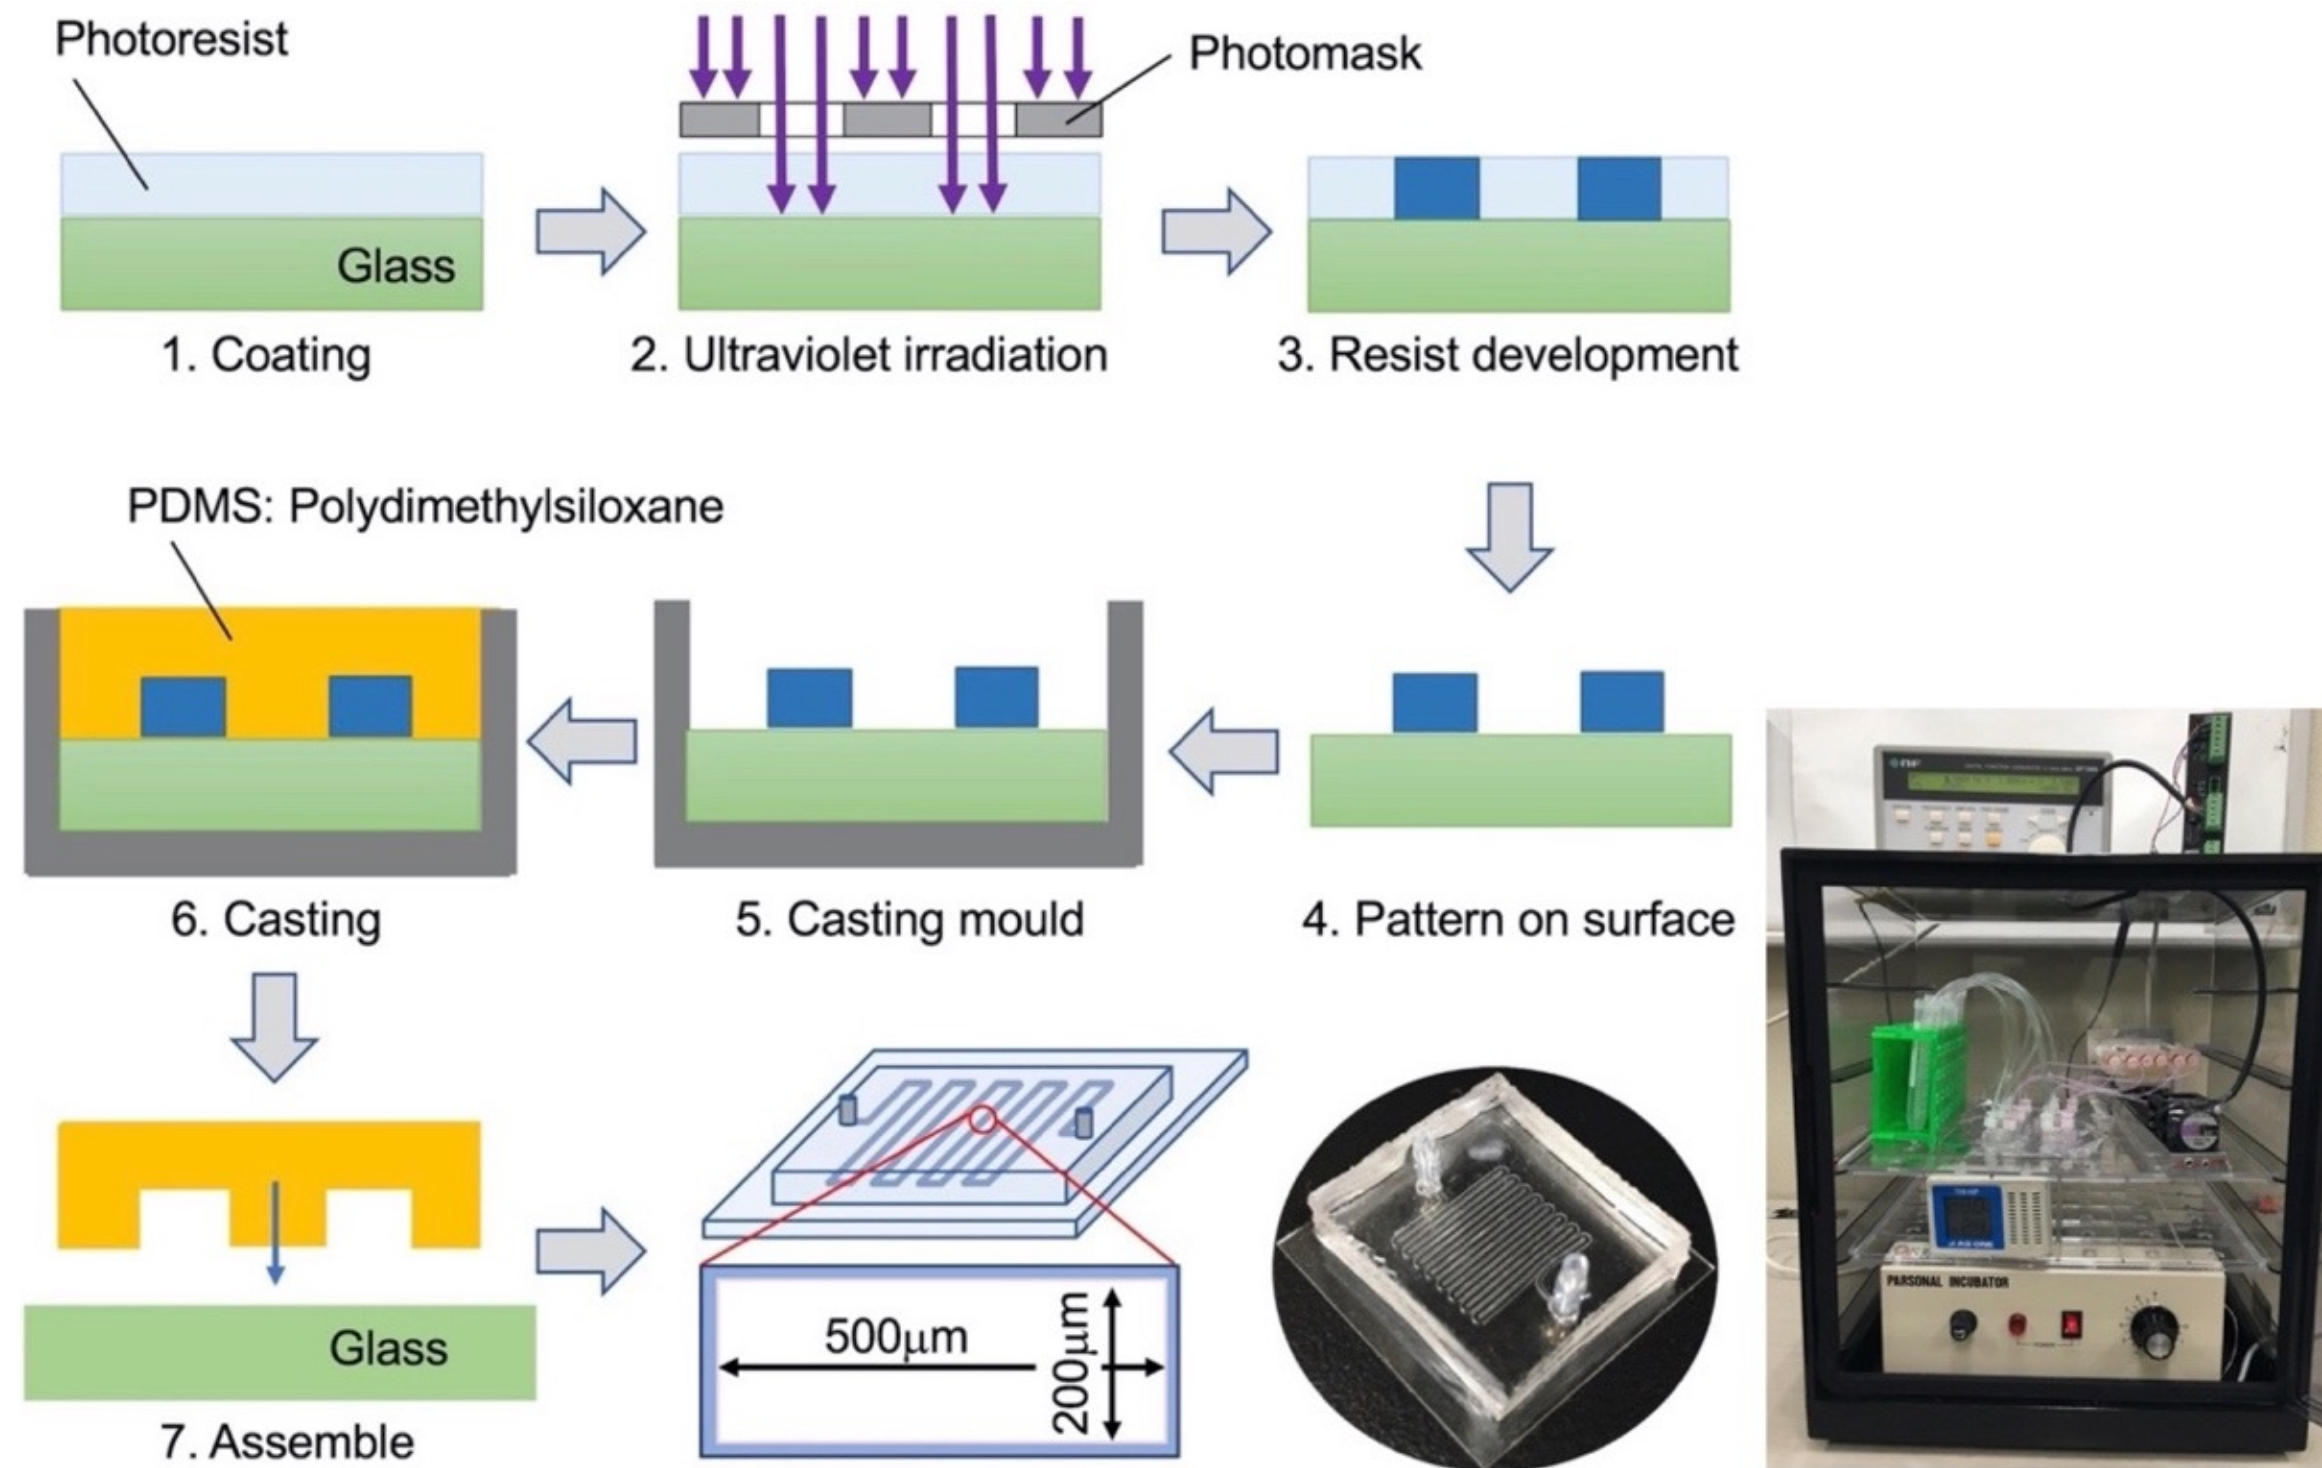 Photoresist
Photomask
Glass
1. Coating
2. Ultraviolet irradiation
3. Resist development
PDMS: Polydimethylsiloxane
6. Casting
5. Casting mould
4. Pattern on surface
Glass
7. Assemble
500μm
200μm
PARSONAL INCUBATOR
POWER